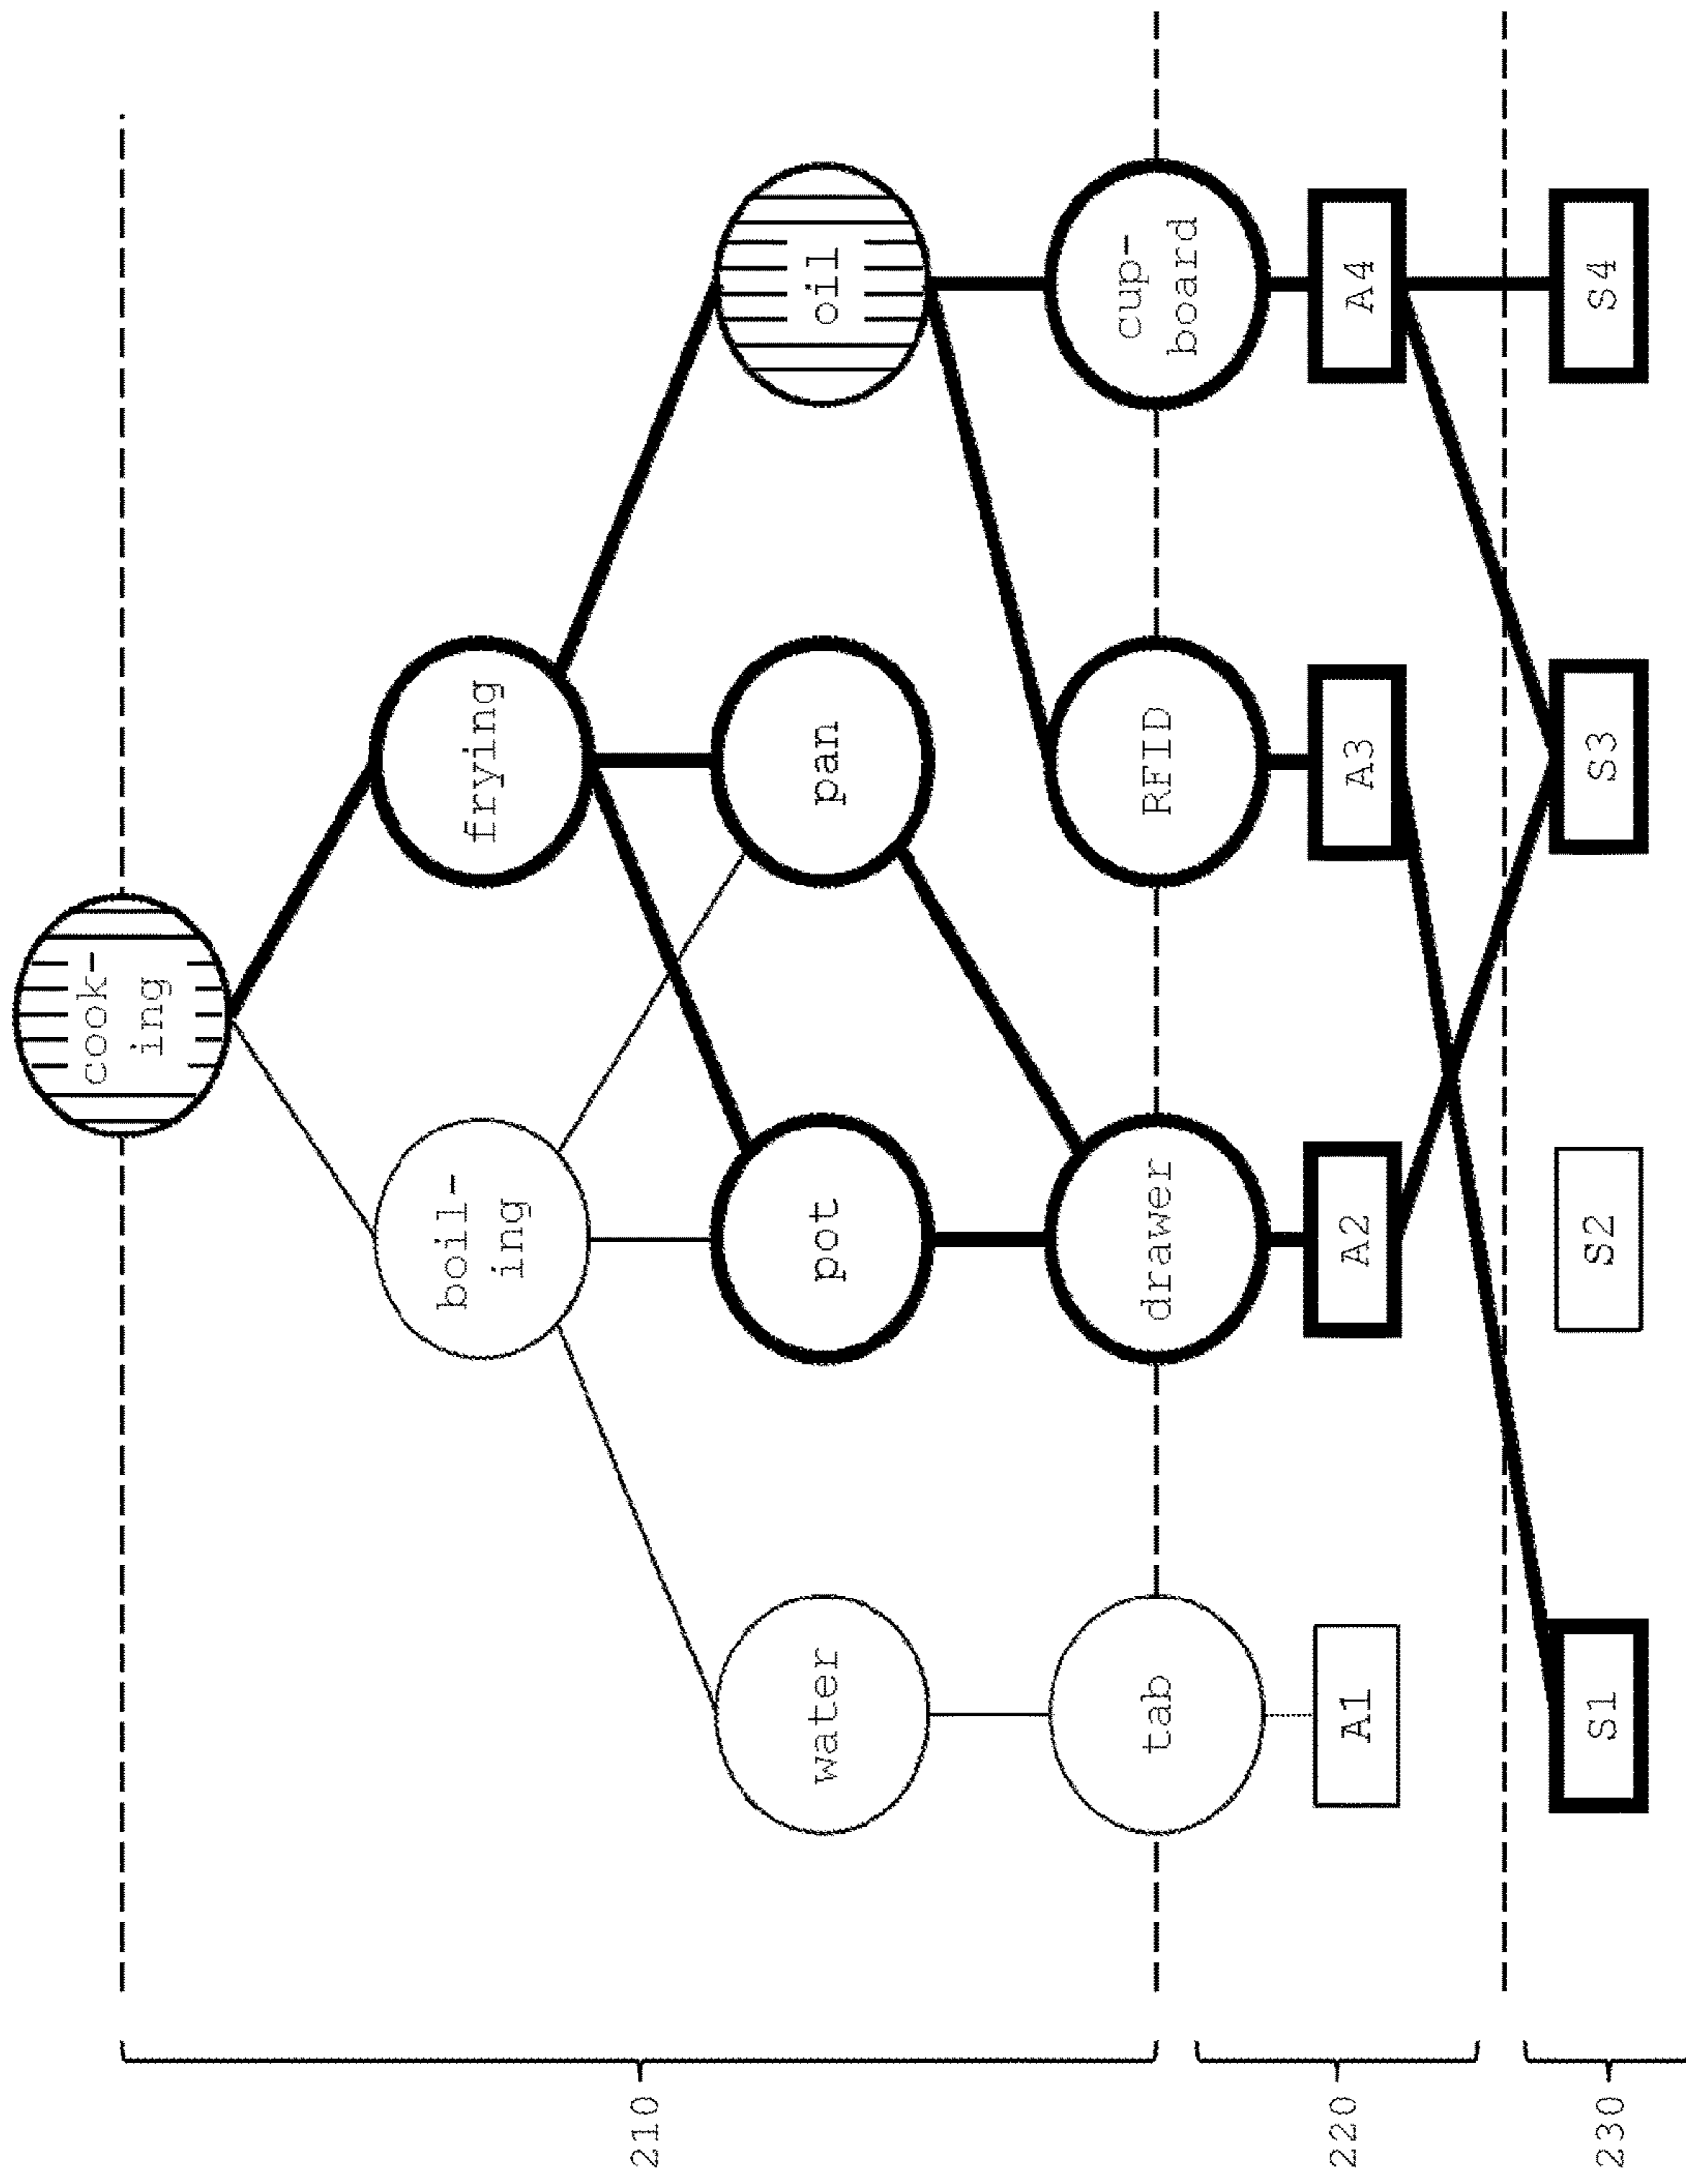 cook-
ing
boil-
ing
frying
water
pot
pan
oil
tab
drawer
RFID
cup-
board
A1
A2
A3
A4
S1
S2
S3
S4
210
220
230